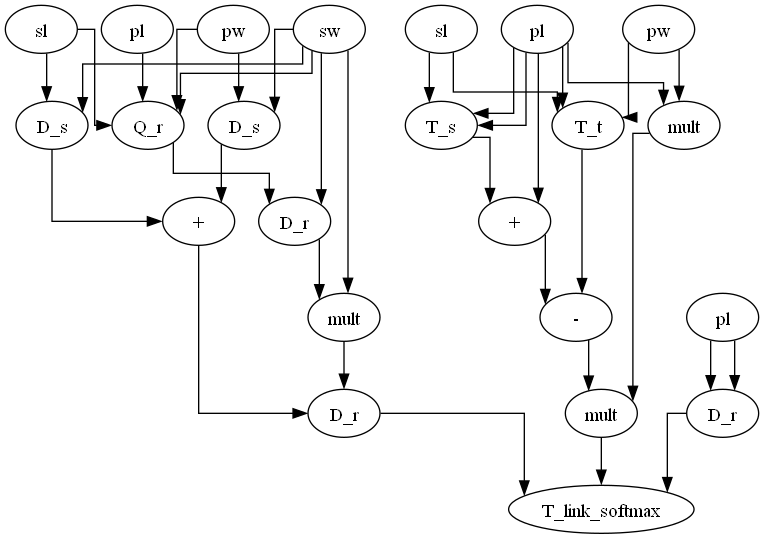 sl pl pw sw sl pl pw
D_s Q_r D_s T_s T_t mult
+ D_r +
mult - pl
D_r mult D_r
T_link_softmax